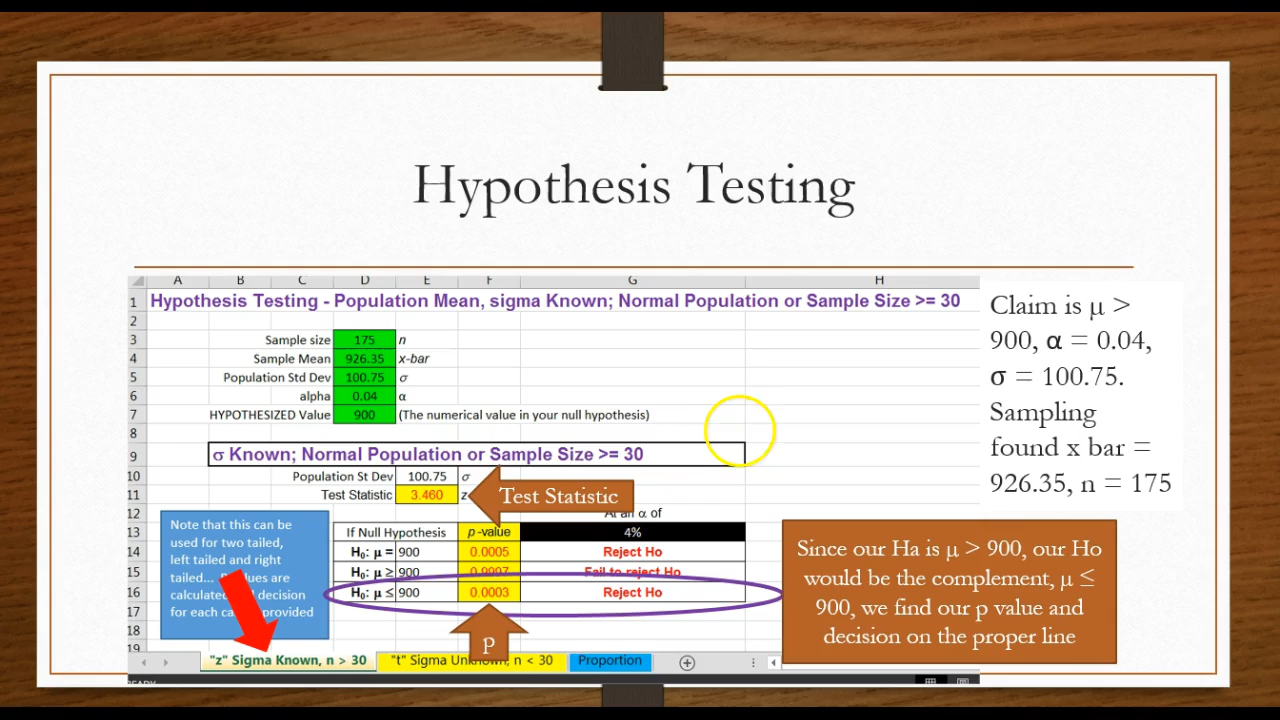 Hypothesis Testing
A B C D E F G H
1 Hypothesis Testing - Population Mean, sigma Known; Normal Population or Sample Size >= 30
2
3 Sample size 175 n
4 Sample Mean 926.35 x-bar
5 Population Std Dev 100.75 σ
6 alpha 0.04 α
7 HYPOTHESIZED Value 900 (The numerical value in your null hypothesis)
8
9 σ Known; Normal Population or Sample Size >= 30
10 Population St Dev 100.75 σ
11 Test Statistic 3.460 z
Test Statistic
12 At an α of
13 If Null Hypothesis p-value 4%
14 H₀: μ = 900 0.0005 Reject Ho
15 H₀: μ ≥ 900 0.9997 Fail to reject Ho
16 H₀: μ ≤ 900 0.0003 Reject Ho
17
18
19
Note that this can be
used for two tailed,
left tailed and right
tailed...
calculated decision
for each provided
p
"z" Sigma Known, n > 30 "t" Sigma Unknown, n < 30 Proportion
READY
Claim is μ >
900, α = 0.04,
σ = 100.75.
Sampling
found x bar =
926.35, n = 175
Since our Ha is μ > 900, our Ho
would be the complement, μ ≤
900, we find our p value and
decision on the proper line